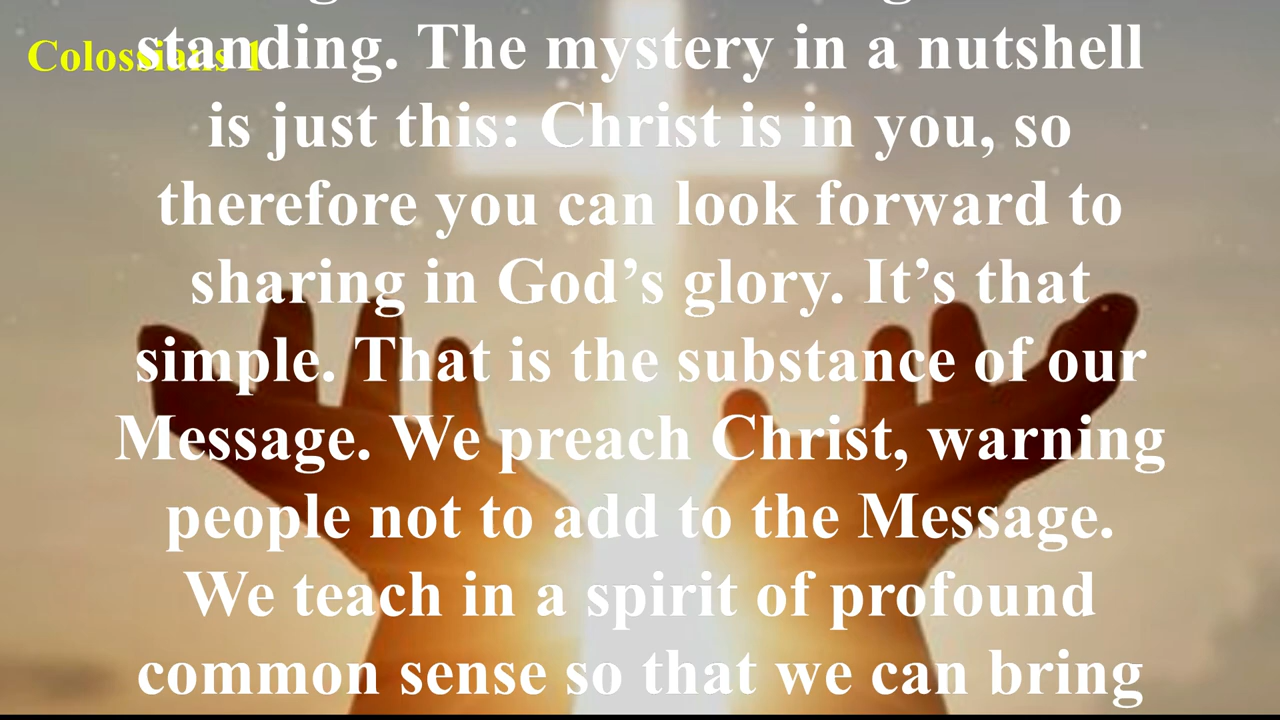 Colossians 1
standing. The mystery in a nutshell
is just this: Christ is in you, so
therefore you can look forward to
sharing in God’s glory. It’s that
simple. That is the substance of our
Message. We preach Christ, warning
people not to add to the Message.
We teach in a spirit of profound
common sense so that we can bring